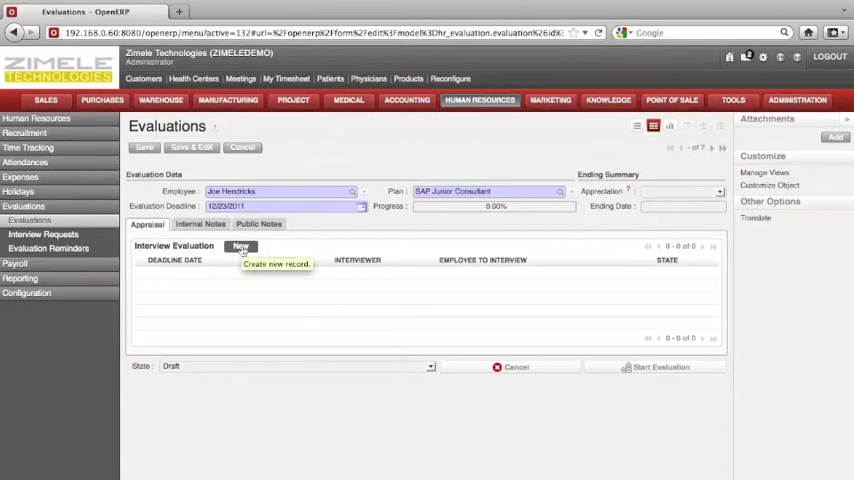 Evaluations – OpenERP
192.168.0.60:8080/openerp/menu?active=132#url=%2Fopenerp%2Fform%2Fedit%3Fmodel%3Dhr_evaluation.evaluation%26id%
Google
ZIMELE
TECHNOLOGIES
Zimele Technologies (ZIMELEDEMO)
Administrator
2
LOGOUT
Customers Health Centers Meetings My Timesheet Patients Physicians Products Reconfigure
SALES PURCHASES WAREHOUSE MANUFACTURING PROJECT MEDICAL ACCOUNTING HUMAN RESOURCES MARKETING KNOWLEDGE POINT OF SALE TOOLS ADMINISTRATION
Human Resources
Recruitment
Time Tracking
Attendances
Expenses
Holidays
Evaluations
Evaluations
Interview Requests
Evaluation Reminders
Payroll
Reporting
Configuration
Evaluations
Save Save & Edit Cancel
- of 7
Evaluation Data Ending Summary
Employee : Joe Hendricks Plan : SAP Junior Consultant Appreciation ? :
Evaluation Deadline : 12/23/2011 Progress : 0.00% Ending Date :
Appraisal Internal Notes Public Notes
Interview Evaluation New 0 - 0 of 0
Create new record.
DEADLINE DATE INTERVIEWER EMPLOYEE TO INTERVIEW STATE
0 - 0 of 0
State : Draft Cancel Start Evaluation
Attachments »
Add
Customize
Manage Views
Customize Object
Other Options
Translate